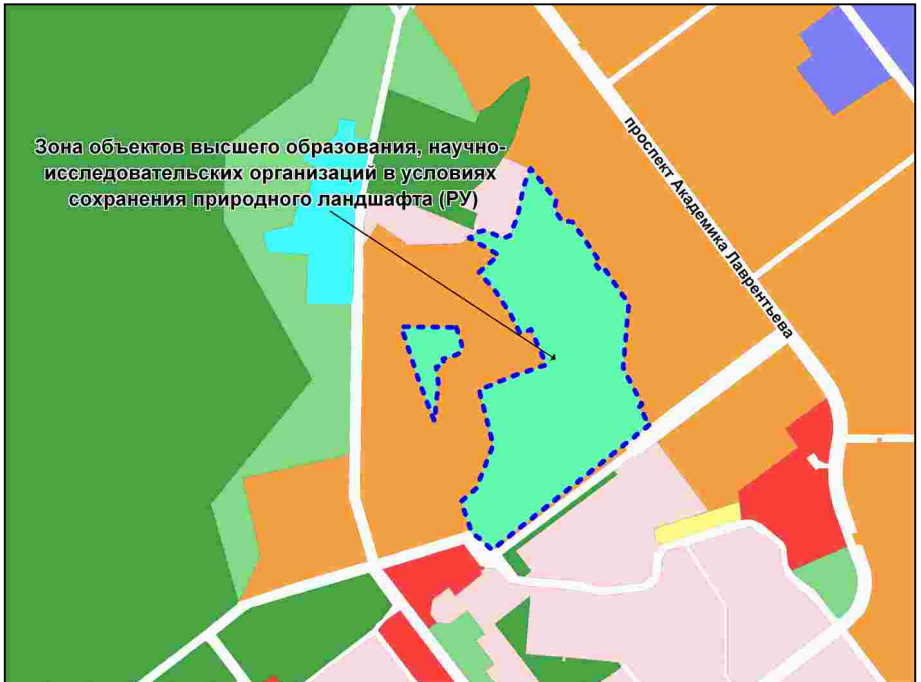 Зона объектов высшего образования, научно-
исследовательских организаций в условиях
сохранения природного ландшафта (РУ)
проспект Академика Лаврентьева